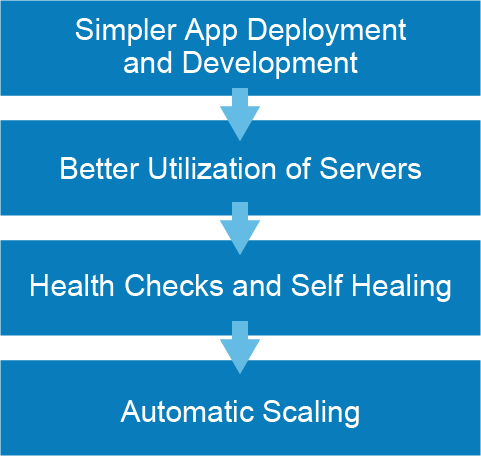 Simpler App Deployment
and Development
Better Utilization of Servers
Health Checks and Self Healing
Automatic Scaling